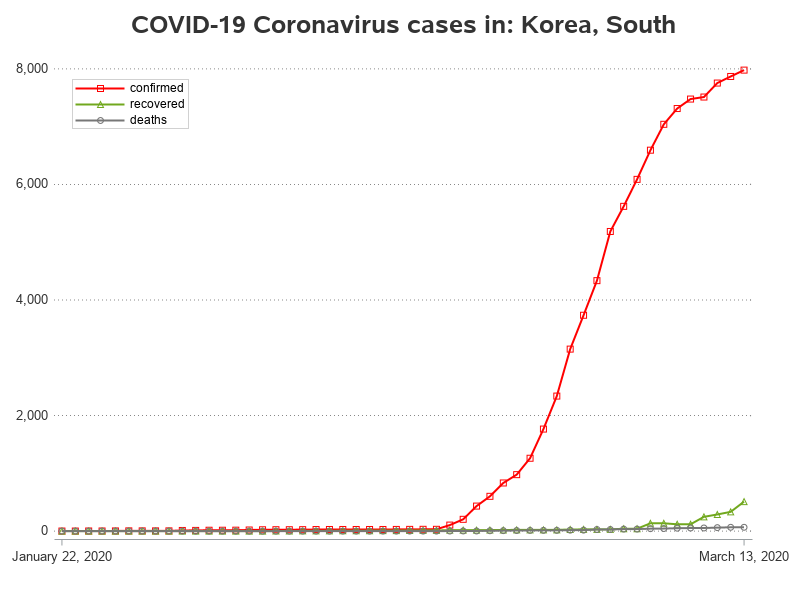 COVID-19 Coronavirus cases in: Korea, South
8,000
confirmed
recovered
deaths
6,000
4,000
2,000
0
January 22, 2020 March 13, 2020